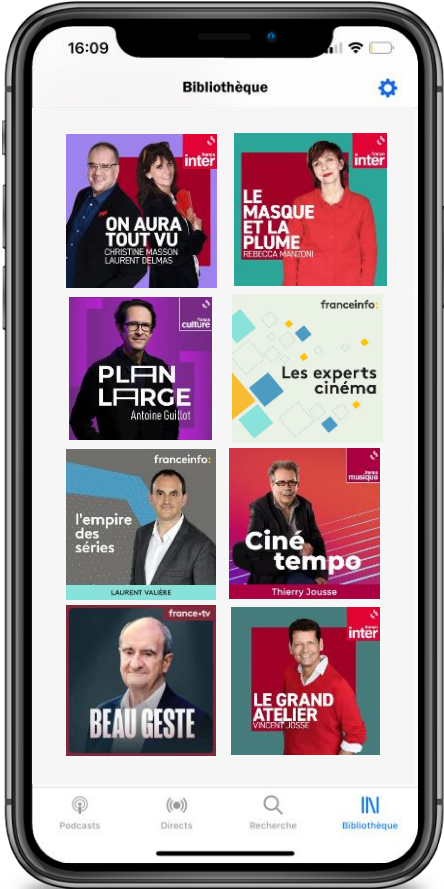 16:09
Bibliothèque
france
inter
ON AURA
TOUT VU
CHRISTINE MASSON
LAURENT DELMAS
france
inter
LE
MASQUE
ET LA
PLUME
REBECCA MANZONI
france
culture
PLAN
LARGE
Antoine Guillot
franceinfo:
Les experts
cinéma
franceinfo:
l'empire
des
séries
LAURENT VALIÈRE
france
musique
Ciné
tempo
Thierry Jousse
france•tv
BEAU GESTE
france
inter
LE GRAND
ATELIER
VINCENT JOSSE
Podcasts
Directs
Recherche
Bibliothèque